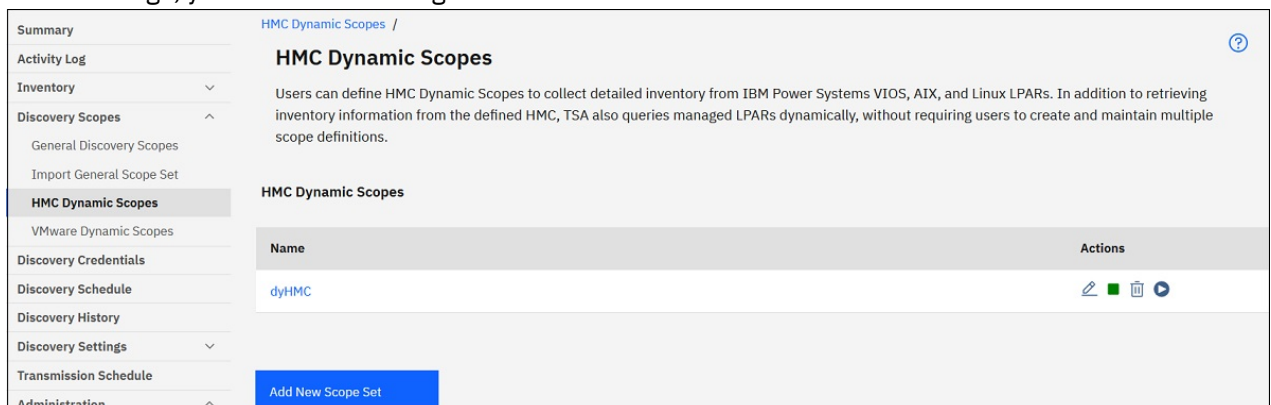 Summary
Activity Log
Inventory
Discovery Scopes
General Discovery Scopes
Import General Scope Set
HMC Dynamic Scopes
VMware Dynamic Scopes
Discovery Credentials
Discovery Schedule
Discovery History
Discovery Settings
Transmission Schedule
Administration
HMC Dynamic Scopes /
HMC Dynamic Scopes
Users can define HMC Dynamic Scopes to collect detailed inventory from IBM Power Systems VIOS, AIX, and Linux LPARs. In addition to retrieving
inventory information from the defined HMC, TSA also queries managed LPARs dynamically, without requiring users to create and maintain multiple
scope definitions.
HMC Dynamic Scopes
Name Actions
dyHMC
Add New Scope Set